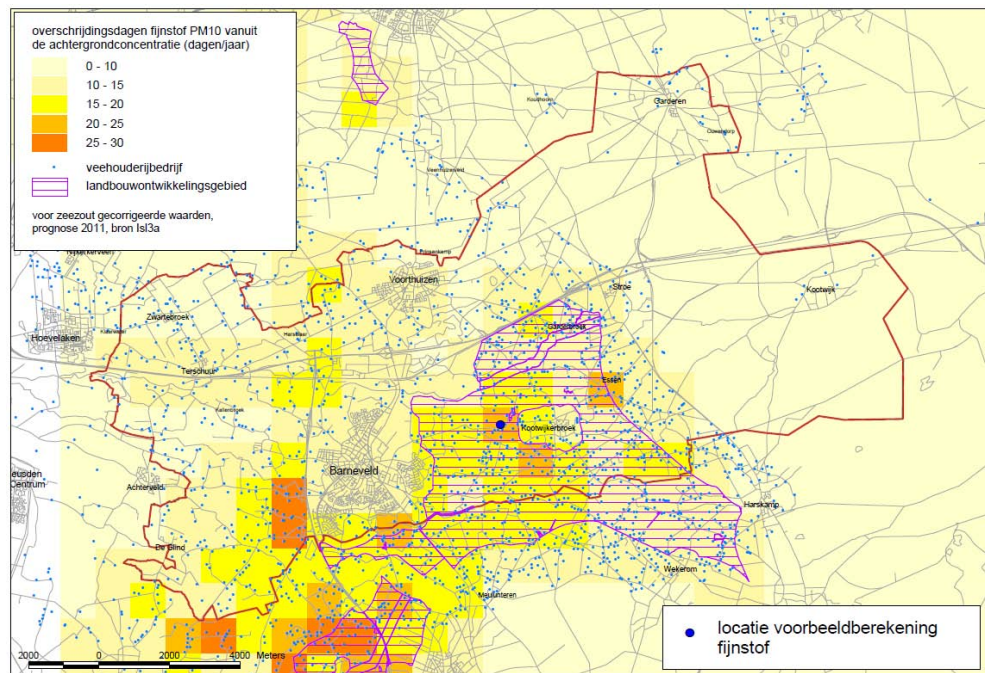 overschrijdingsdagen fijnstof PM10 vanuit
de achtergrondconcentratie (dagen/jaar)
0 - 10
10 - 15
15 - 20
20 - 25
25 - 30
veehouderijbedrijf
landbouwontwikkelingsgebied
voor zeezout gecorrigeerde waarden,
prognose 2011, bron Isl3a
Garderen
Voorthuizen
Stroe
Kootwijk
Zwartebroek
Hoevelaken
Terschuur
Garderbroek
Essen
Kallenbroek
Kootwijkerbroek
Barneveld
Achterveld
Centrum
Harskamp
De Glind
Wekerom
Meulunteren
2000 0 2000 4000 Meters
locatie voorbeeldberekening
fijnstof